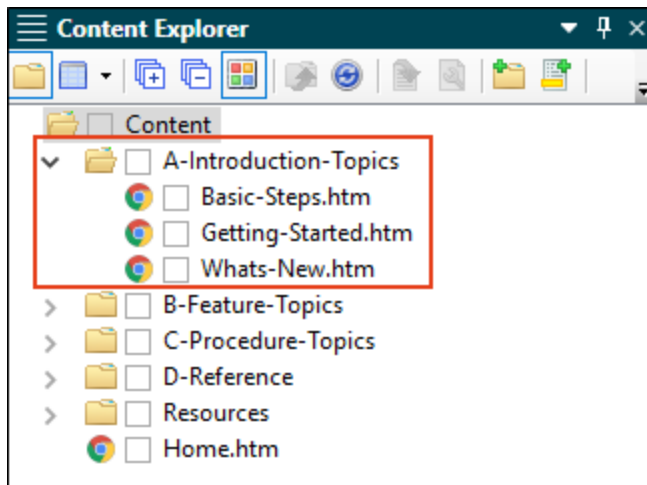 Content Explorer
Content
A-Introduction-Topics
Basic-Steps.htm
Getting-Started.htm
Whats-New.htm
B-Feature-Topics
C-Procedure-Topics
D-Reference
Resources
Home.htm